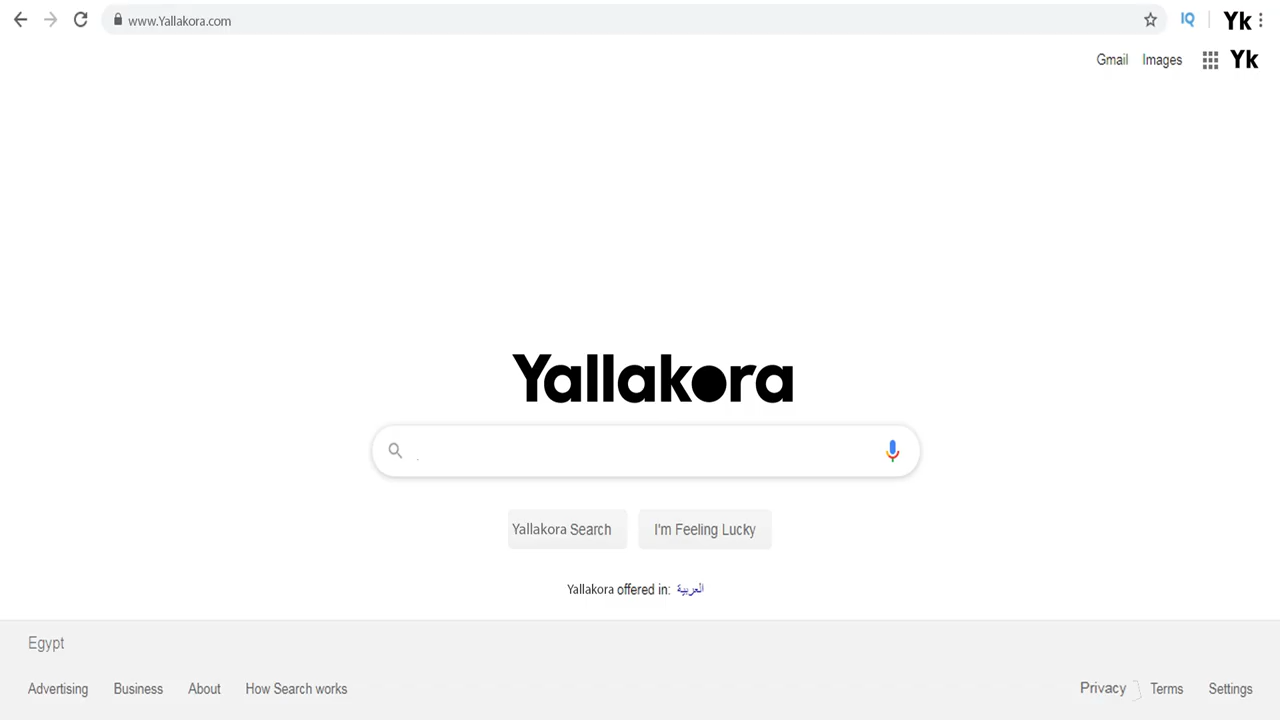 www.Yallakora.com IQ Yk
Gmail Images Yk
Yallakora
Yallakora Search I'm Feeling Lucky
Yallakora offered in: العربية
Egypt
Advertising Business About How Search works Privacy Terms Settings